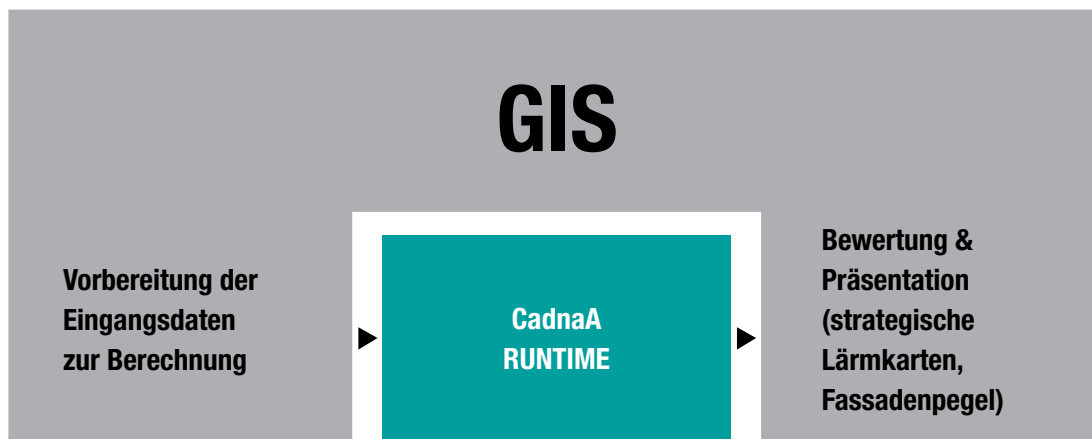 GIS
Vorbereitung der
Eingangsdaten
zur Berechnung
CadnaA
RUNTIME
Bewertung &
Präsentation
(strategische
Lärmkarten,
Fassadenpegel)